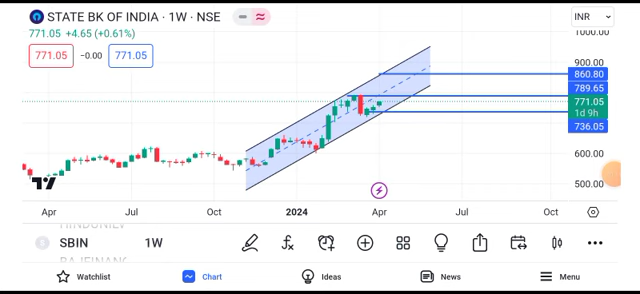 STATE BK OF INDIA · 1W · NSE
INR
771.05 +4.65 (+0.61%)
771.05 −0.00 771.05
1000.00
900.00
860.80
789.65
771.05
1d 9h
736.05
600.00
500.00
Apr Jul Oct 2024 Apr Jul Oct
SBIN 1W
Watchlist Chart Ideas News Menu